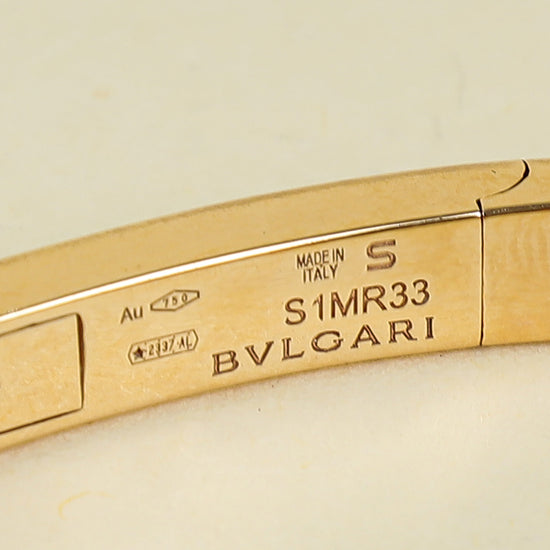 MADE IN
ITALY
S
Au 750
S1MR33
★2337 AL
BVLGARI